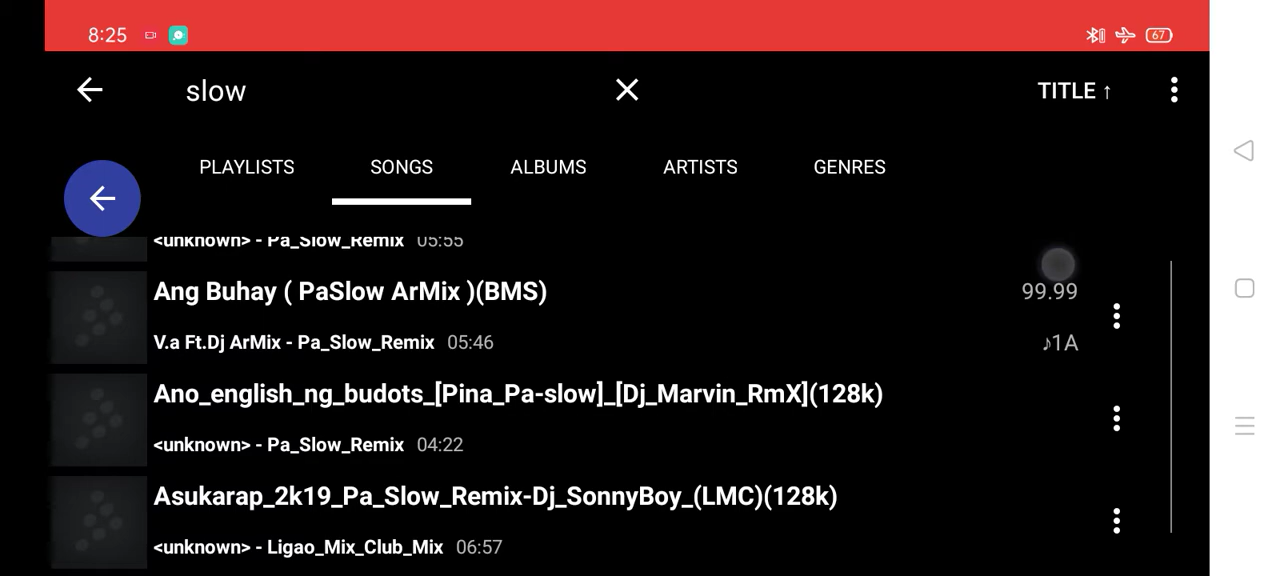 8:25 67
slow TITLE ↑
PLAYLISTS SONGS ALBUMS ARTISTS GENRES
<unknown> - Pa_Slow_Remix 05:55
Ang Buhay ( PaSlow ArMix )(BMS) 99.99
V.a Ft.Dj ArMix - Pa_Slow_Remix 05:46 ♪1A
Ano_english_ng_budots_[Pina_Pa-slow]_[Dj_Marvin_RmX](128k)
<unknown> - Pa_Slow_Remix 04:22
Asukarap_2k19_Pa_Slow_Remix-Dj_SonnyBoy_(LMC)(128k)
<unknown> - Ligao_Mix_Club_Mix 06:57